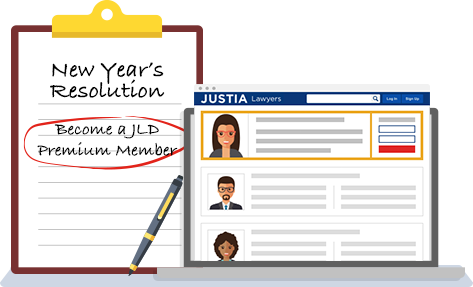 New Year's
Resolution
Become a JLD
Premium Member
JUSTIA Lawyers
Log In Sign Up